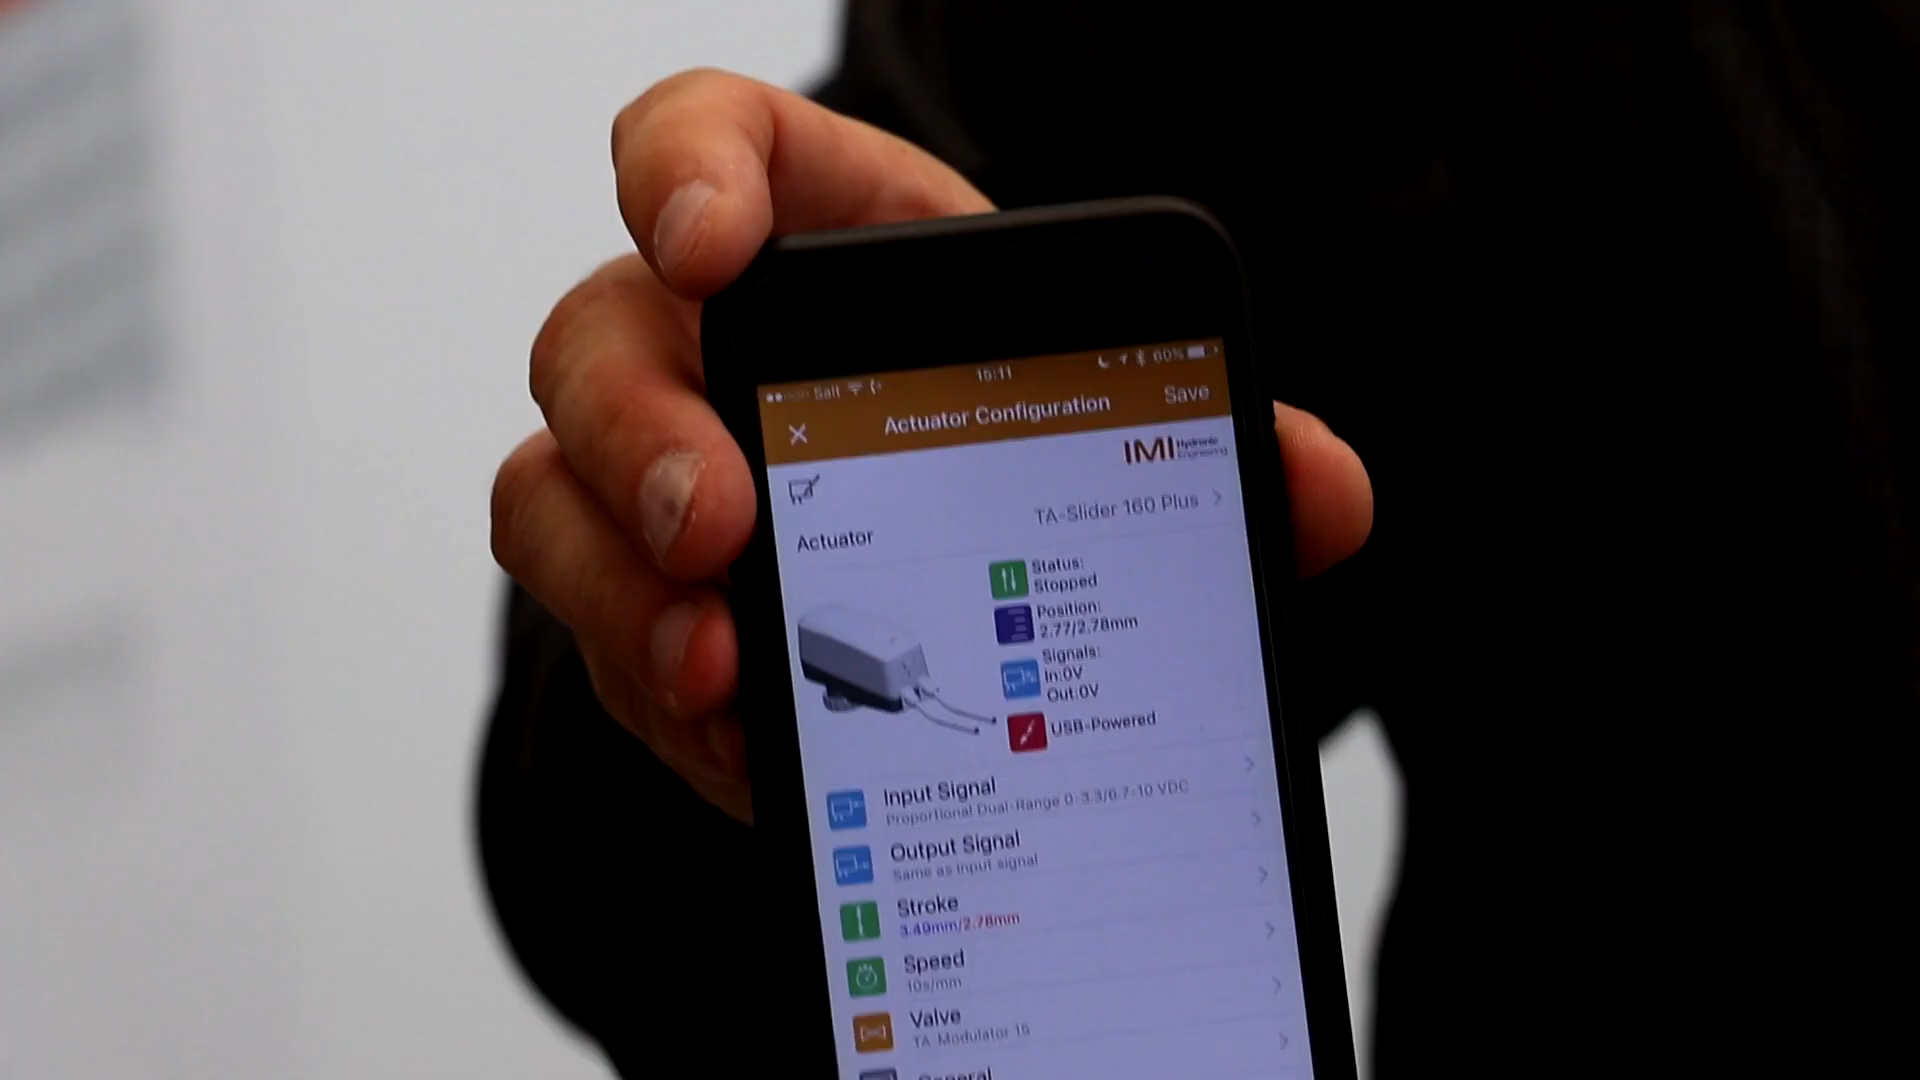 Salt 15:11 60%
Actuator Configuration Save
IMI Hydronic
Engineering
TA-Slider 160 Plus
Actuator
Status:
Stopped
Position:
2.77/2.78mm
Signals:
In:0V
Out:0V
USB-Powered
Input Signal
Proportional Dual-Range 0-3.3/6.7-10 VDC
Output Signal
Same as input signal
Stroke
3.49mm/2.78mm
Speed
10s/mm
Valve
TA-Modulator 15
General